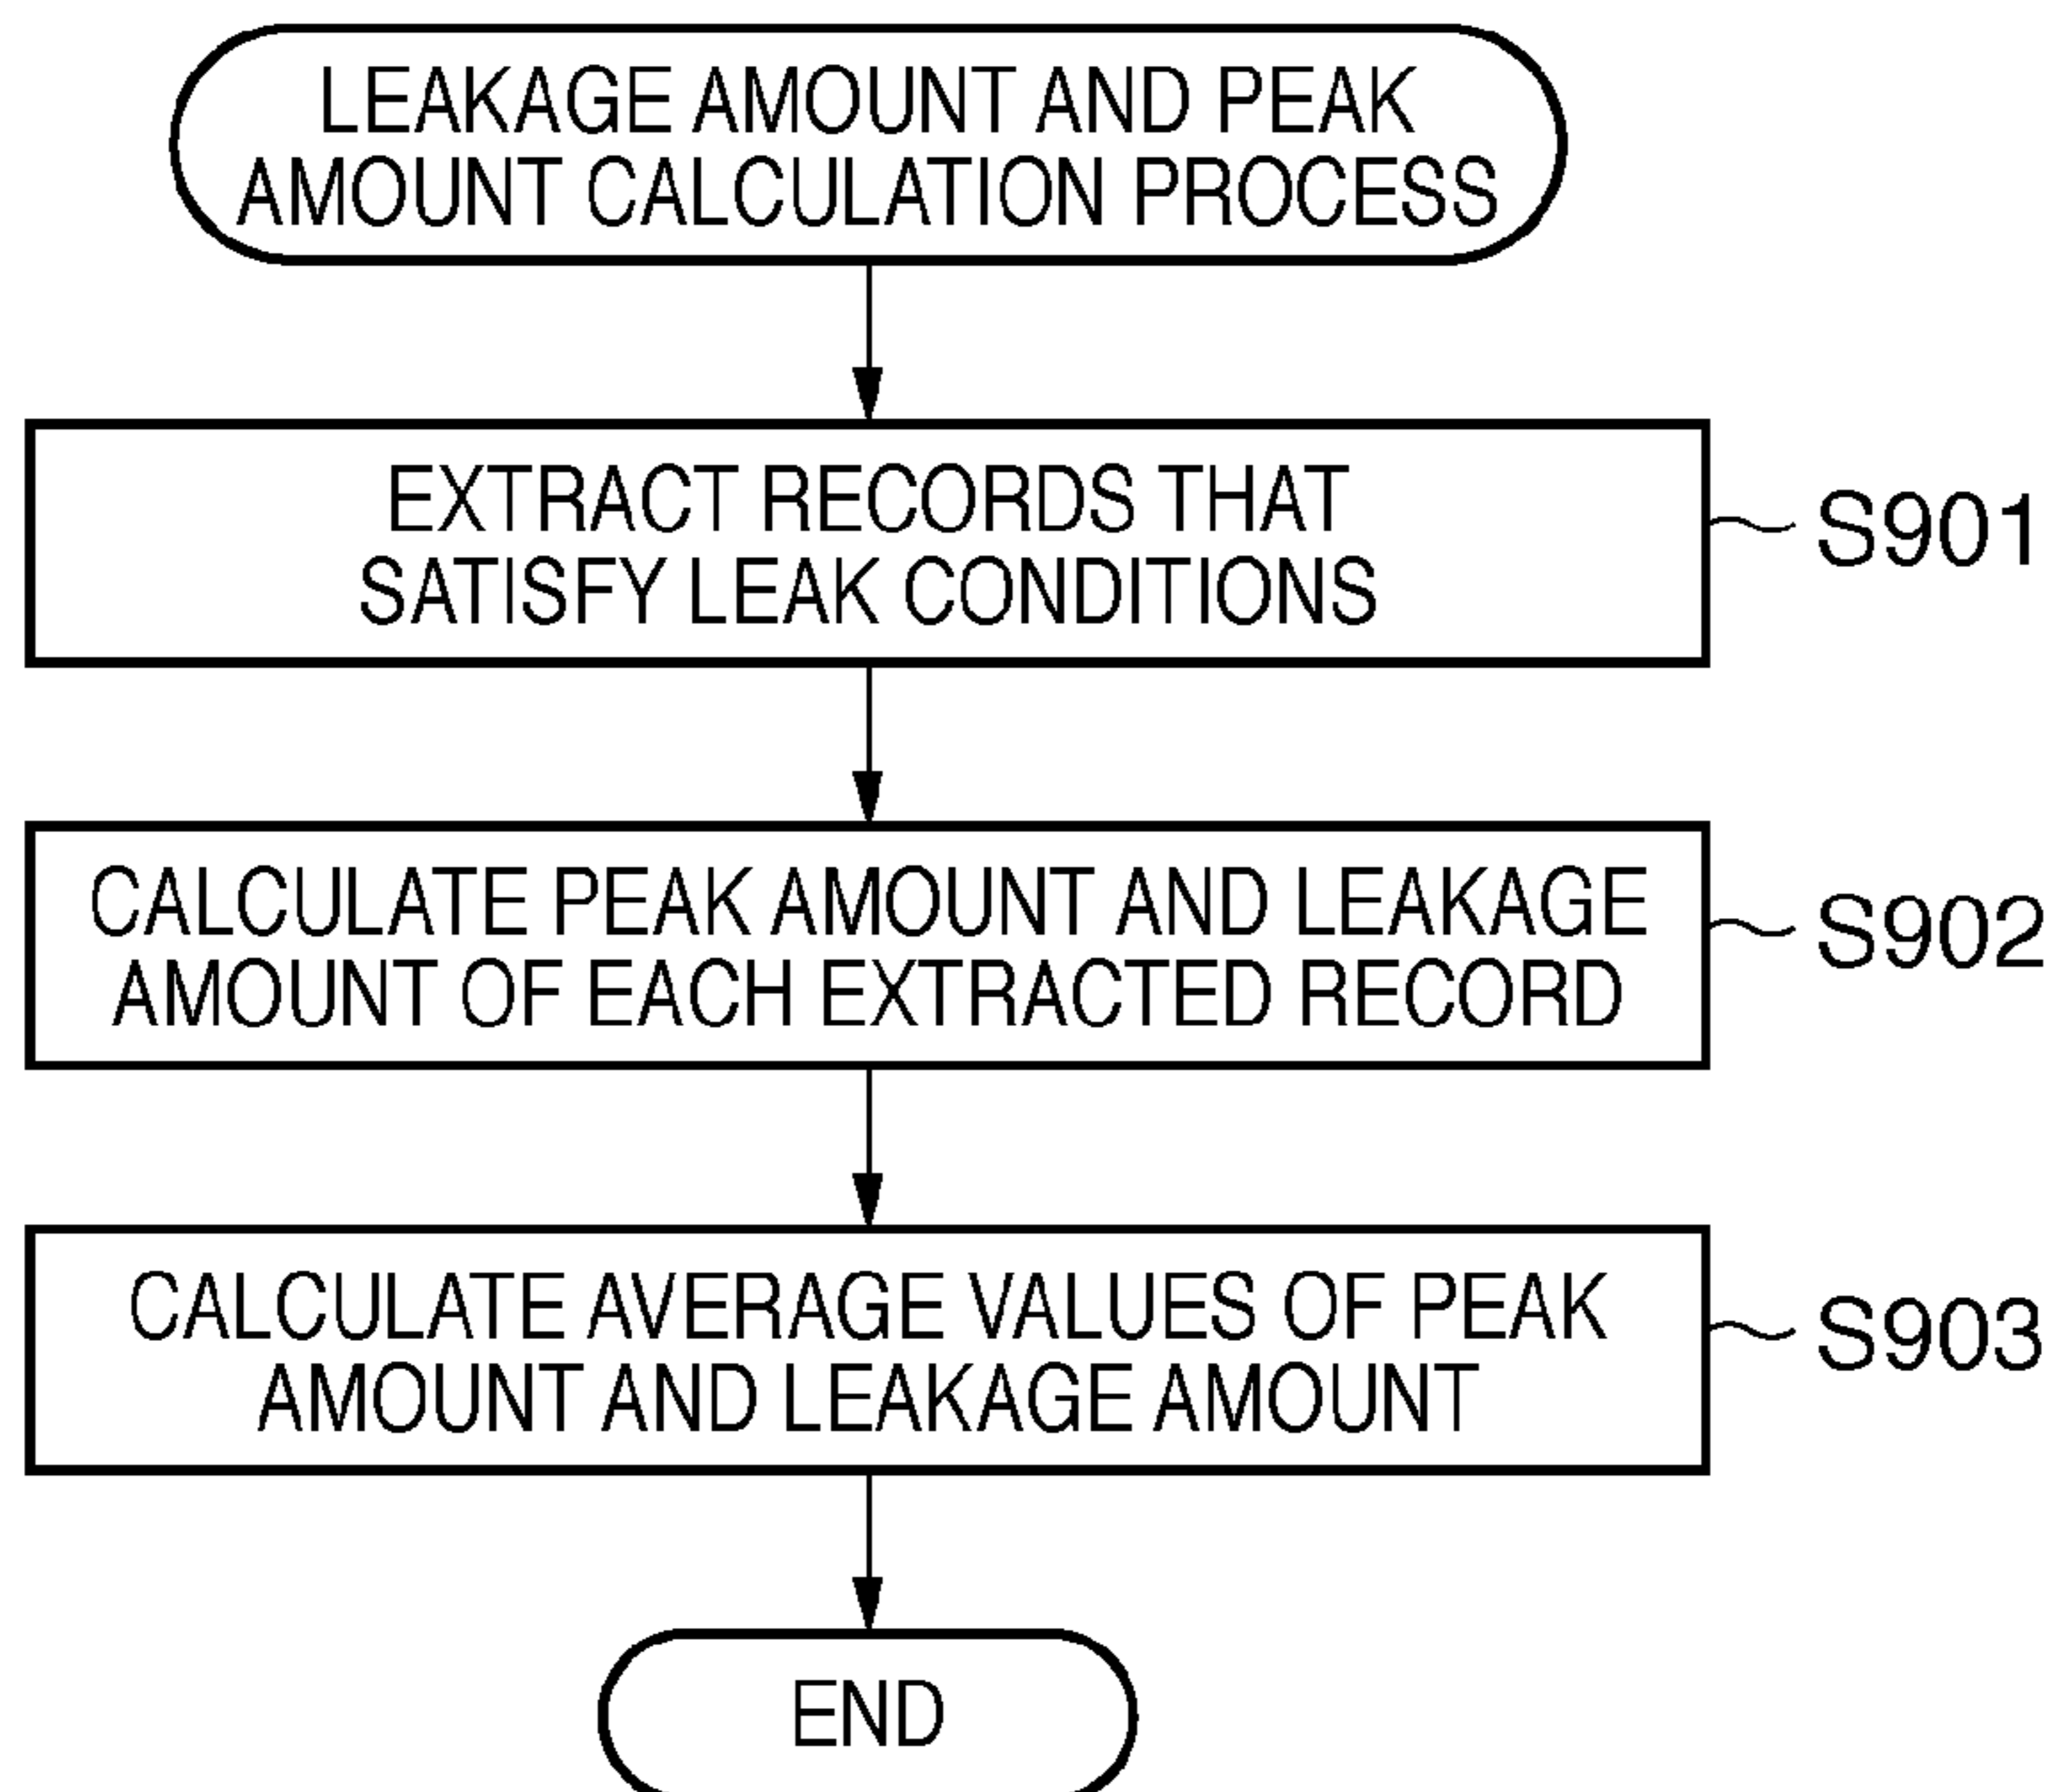 LEAKAGE AMOUNT AND PEAK
AMOUNT CALCULATION PROCESS
EXTRACT RECORDS THAT
SATISFY LEAK CONDITIONS
S901
CALCULATE PEAK AMOUNT AND LEAKAGE
AMOUNT OF EACH EXTRACTED RECORD
S902
CALCULATE AVERAGE VALUES OF PEAK
AMOUNT AND LEAKAGE AMOUNT
S903
END